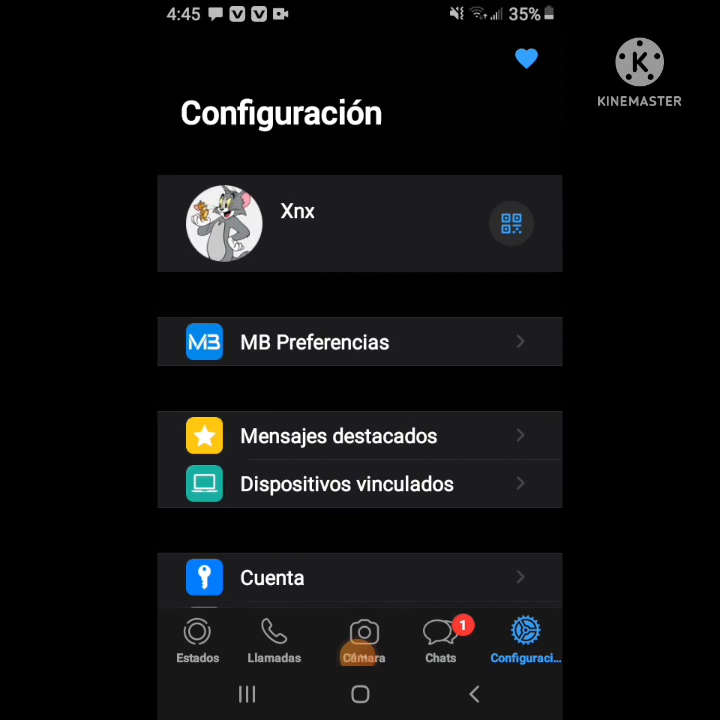 4:45
35%
K
KINEMASTER
Configuración
Xnx
MB
MB Preferencias
Mensajes destacados
Dispositivos vinculados
Cuenta
1
Estados
Llamadas
Cámara
Chats
Configuraci...